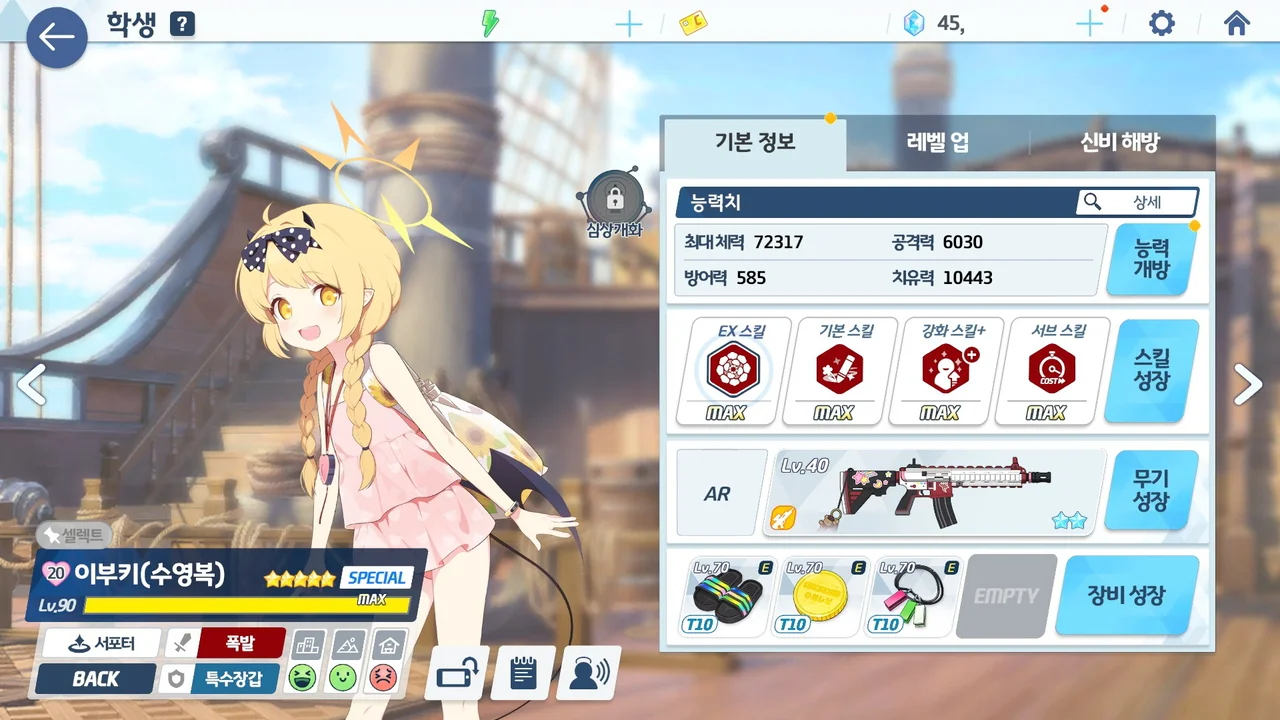 학생 ?
45,
심상개화
기본 정보
레벨 업
신비 해방
능력치
상세
최대 체력 72317
공격력 6030
방어력 585
치유력 10443
능력
개방
EX 스킬
기본 스킬
강화 스킬+
서브 스킬
COST
MAX
MAX
MAX
MAX
스킬
성장
AR
Lv.40
무기
성장
Lv.70 E
Lv.70 E
Lv.70 E
T10
T10
T10
EMPTY
장비 성장
셀렉트
20 이부키(수영복)
SPECIAL
Lv.90
MAX
서포터
폭발
BACK
특수장갑